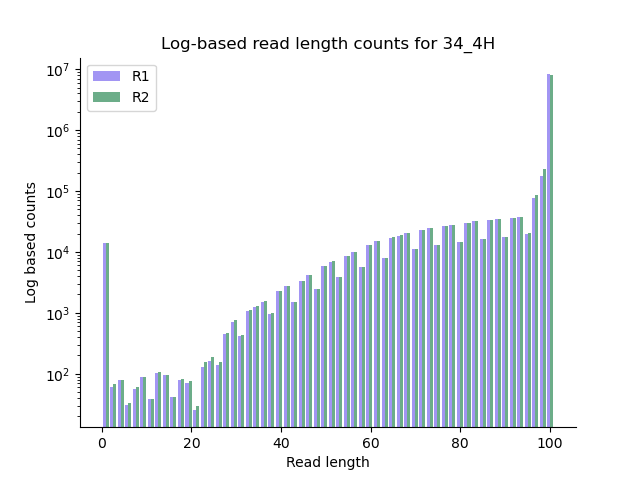 Log-based read length counts for 34_4H
R1
R2
10^7
10^6
10^5
10^4
10^3
10^2
Log based counts
0 20 40 60 80 100
Read length